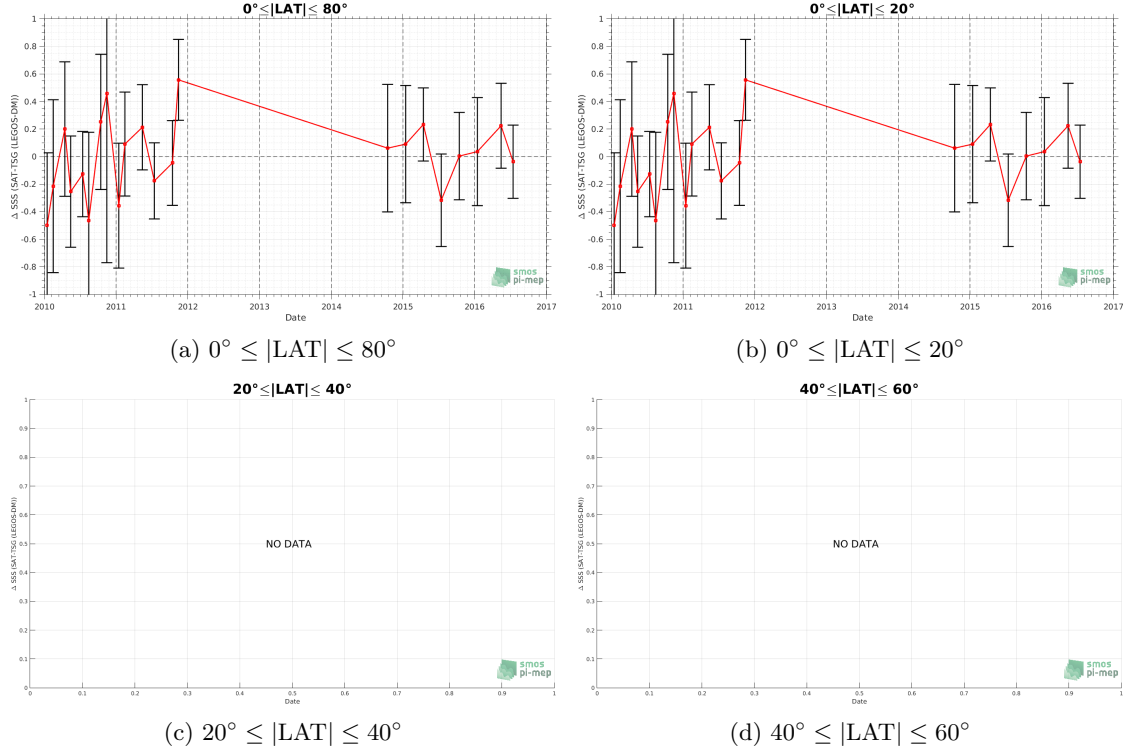 0°≤|LAT|≤ 80°
1
0.8
0.6
0.4
0.2
0
-0.2
-0.4
-0.6
-0.8
-1
Δ SSS (SAT-TSG (LEGOS-DM))
2010 2011 2012 2013 2014 2015 2016 2017
Date
smos
pi-mep
(a) 0° ≤ |LAT| ≤ 80°
0°≤|LAT|≤ 20°
1
0.8
0.6
0.4
0.2
0
-0.2
-0.4
-0.6
-0.8
-1
Δ SSS (SAT-TSG (LEGOS-DM))
2010 2011 2012 2013 2014 2015 2016 2017
Date
smos
pi-mep
(b) 0° ≤ |LAT| ≤ 20°
20°≤|LAT|≤ 40°
1
0.9
0.8
0.7
0.6
0.5
0.4
0.3
0.2
0.1
0
Δ SSS (SAT-TSG (LEGOS-DM))
NO DATA
0 0.1 0.2 0.3 0.4 0.5 0.6 0.7 0.8 0.9 1
Date
smos
pi-mep
(c) 20° ≤ |LAT| ≤ 40°
40°≤|LAT|≤ 60°
1
0.9
0.8
0.7
0.6
0.5
0.4
0.3
0.2
0.1
0
Δ SSS (SAT-TSG (LEGOS-DM))
NO DATA
0 0.1 0.2 0.3 0.4 0.5 0.6 0.7 0.8 0.9 1
Date
smos
pi-mep
(d) 40° ≤ |LAT| ≤ 60°